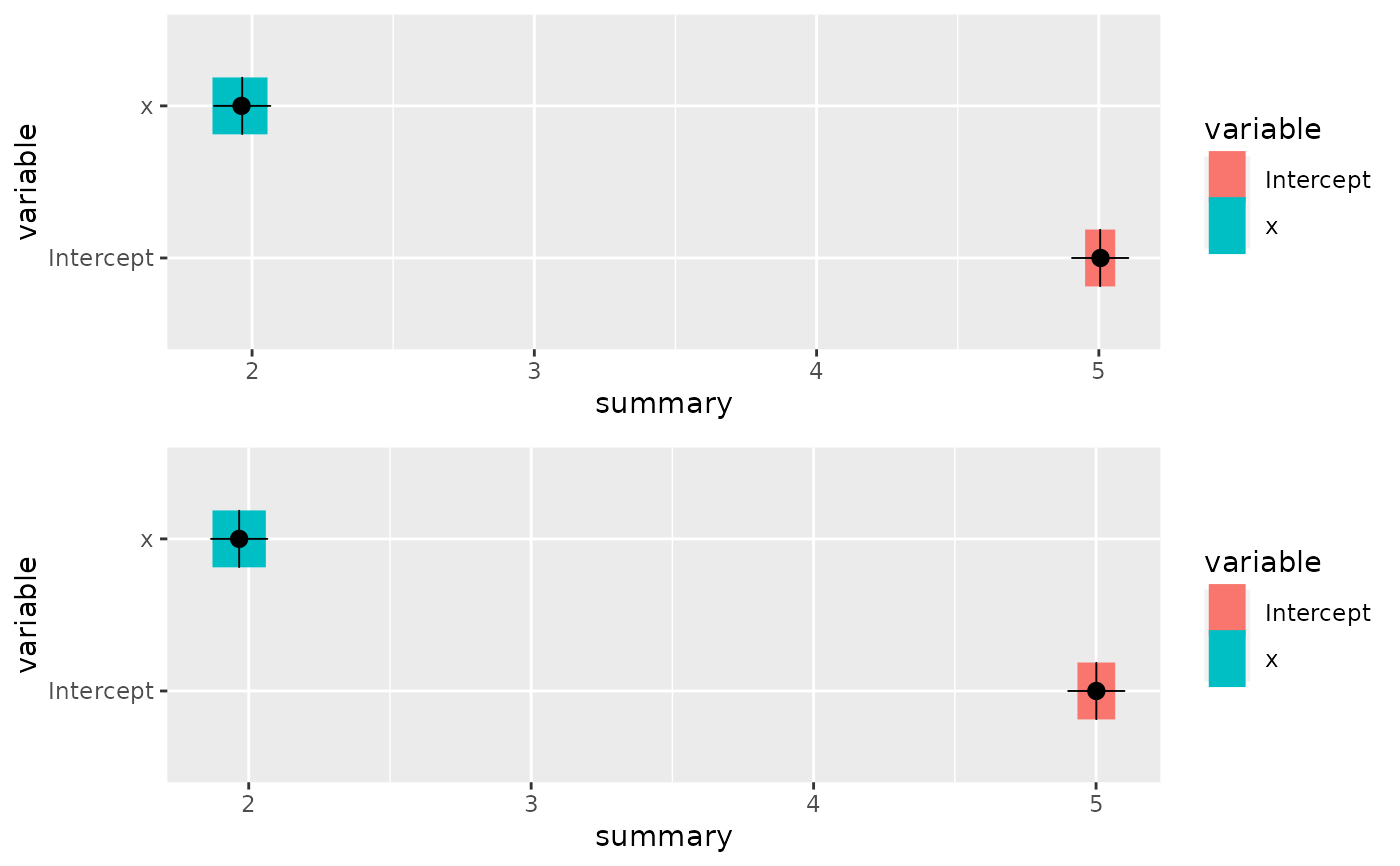 variable
x
Intercept
2 3 4 5
summary
variable
Intercept
x
variable
x
Intercept
2 3 4 5
summary
variable
Intercept
x